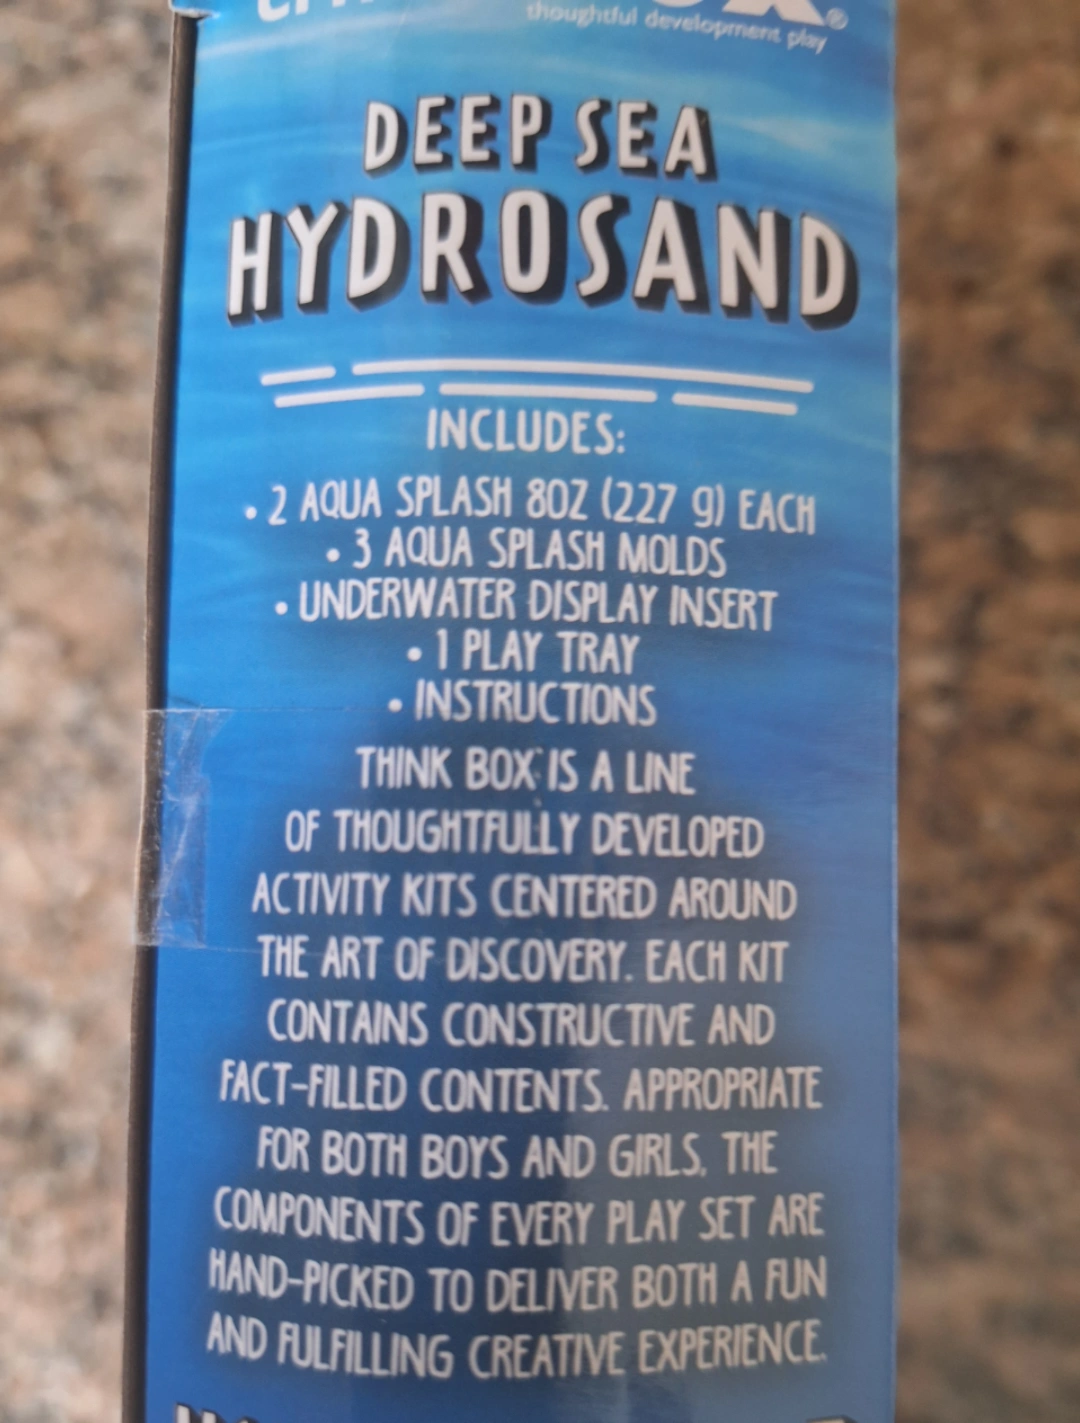 thoughtful development play
DEEP SEA
HYDROSAND
INCLUDES:
• 2 AQUA SPLASH 8OZ (227 g) EACH
• 3 AQUA SPLASH MOLDS
• UNDERWATER DISPLAY INSERT
• 1 PLAY TRAY
• INSTRUCTIONS
THINK BOX IS A LINE
OF THOUGHTFULLY DEVELOPED
ACTIVITY KITS CENTERED AROUND
THE ART OF DISCOVERY. EACH KIT
CONTAINS CONSTRUCTIVE AND
FACT-FILLED CONTENTS. APPROPRIATE
FOR BOTH BOYS AND GIRLS, THE
COMPONENTS OF EVERY PLAY SET ARE
HAND-PICKED TO DELIVER BOTH A FUN
AND FULFILLING CREATIVE EXPERIENCE.